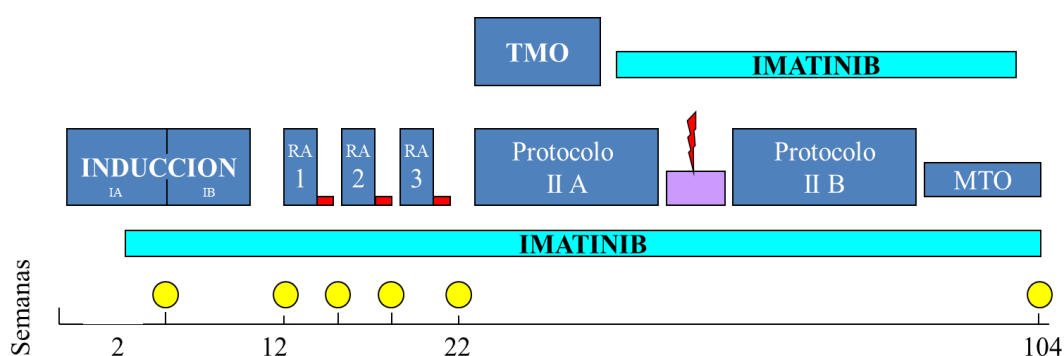 TMO
IMATINIB
INDUCCION
IA
IB
RA
1
RA
2
RA
3
Protocolo
II A
Protocolo
II B
MTO
IMATINIB
Semanas
2
12
22
104